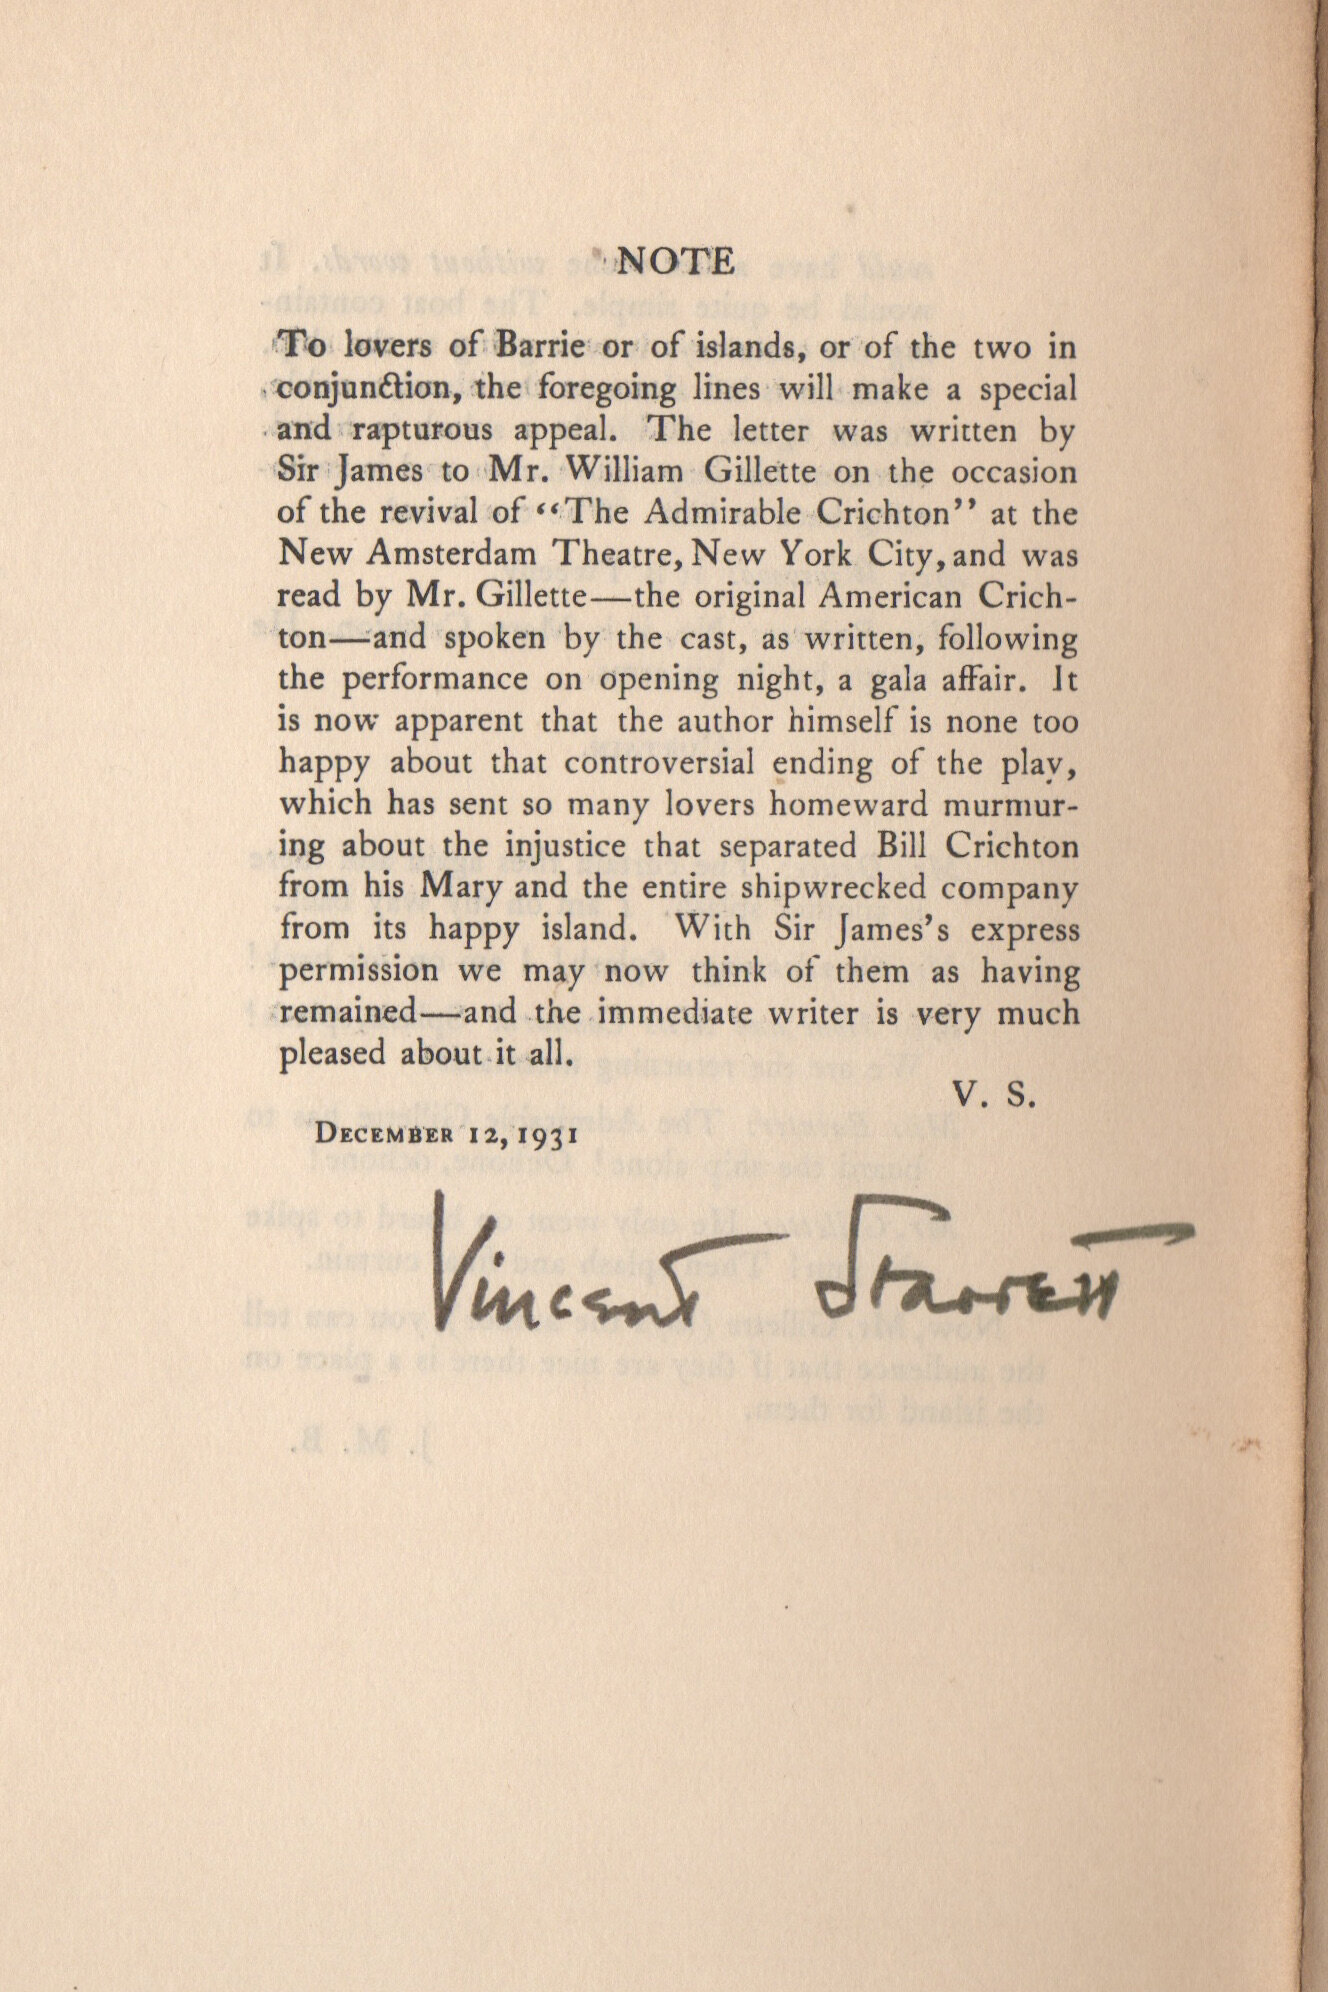 NOTE
To lovers of Barrie or of islands, or of the two in
conjunction, the foregoing lines will make a special
and rapturous appeal. The letter was written by
Sir James to Mr. William Gillette on the occasion
of the revival of “The Admirable Crichton” at the
New Amsterdam Theatre, New York City, and was
read by Mr. Gillette—the original American Crich-
ton—and spoken by the cast, as written, following
the performance on opening night, a gala affair. It
is now apparent that the author himself is none too
happy about that controversial ending of the play,
which has sent so many lovers homeward murmur-
ing about the injustice that separated Bill Crichton
from his Mary and the entire shipwrecked company
from its happy island. With Sir James’s express
permission we may now think of them as having
remained—and the immediate writer is very much
pleased about it all.
V. S.
December 12, 1931
Vincent Starrett